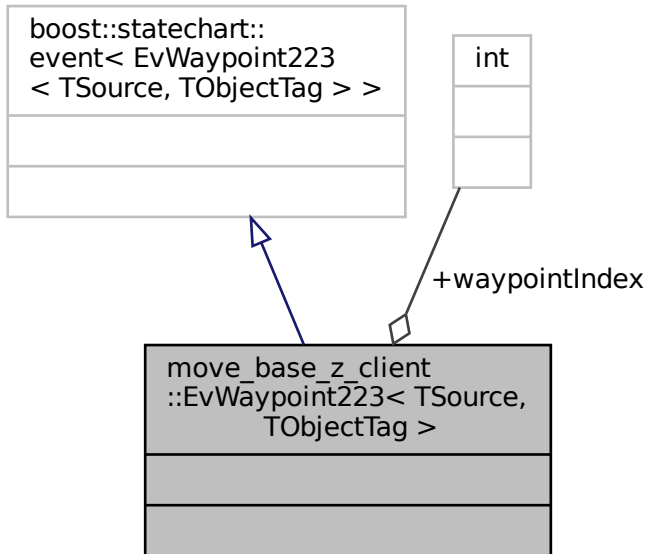 boost::statechart::
event< EvWaypoint223
< TSource, TObjectTag > >
int
+waypointIndex
move_base_z_client
::EvWaypoint223< TSource,
TObjectTag >